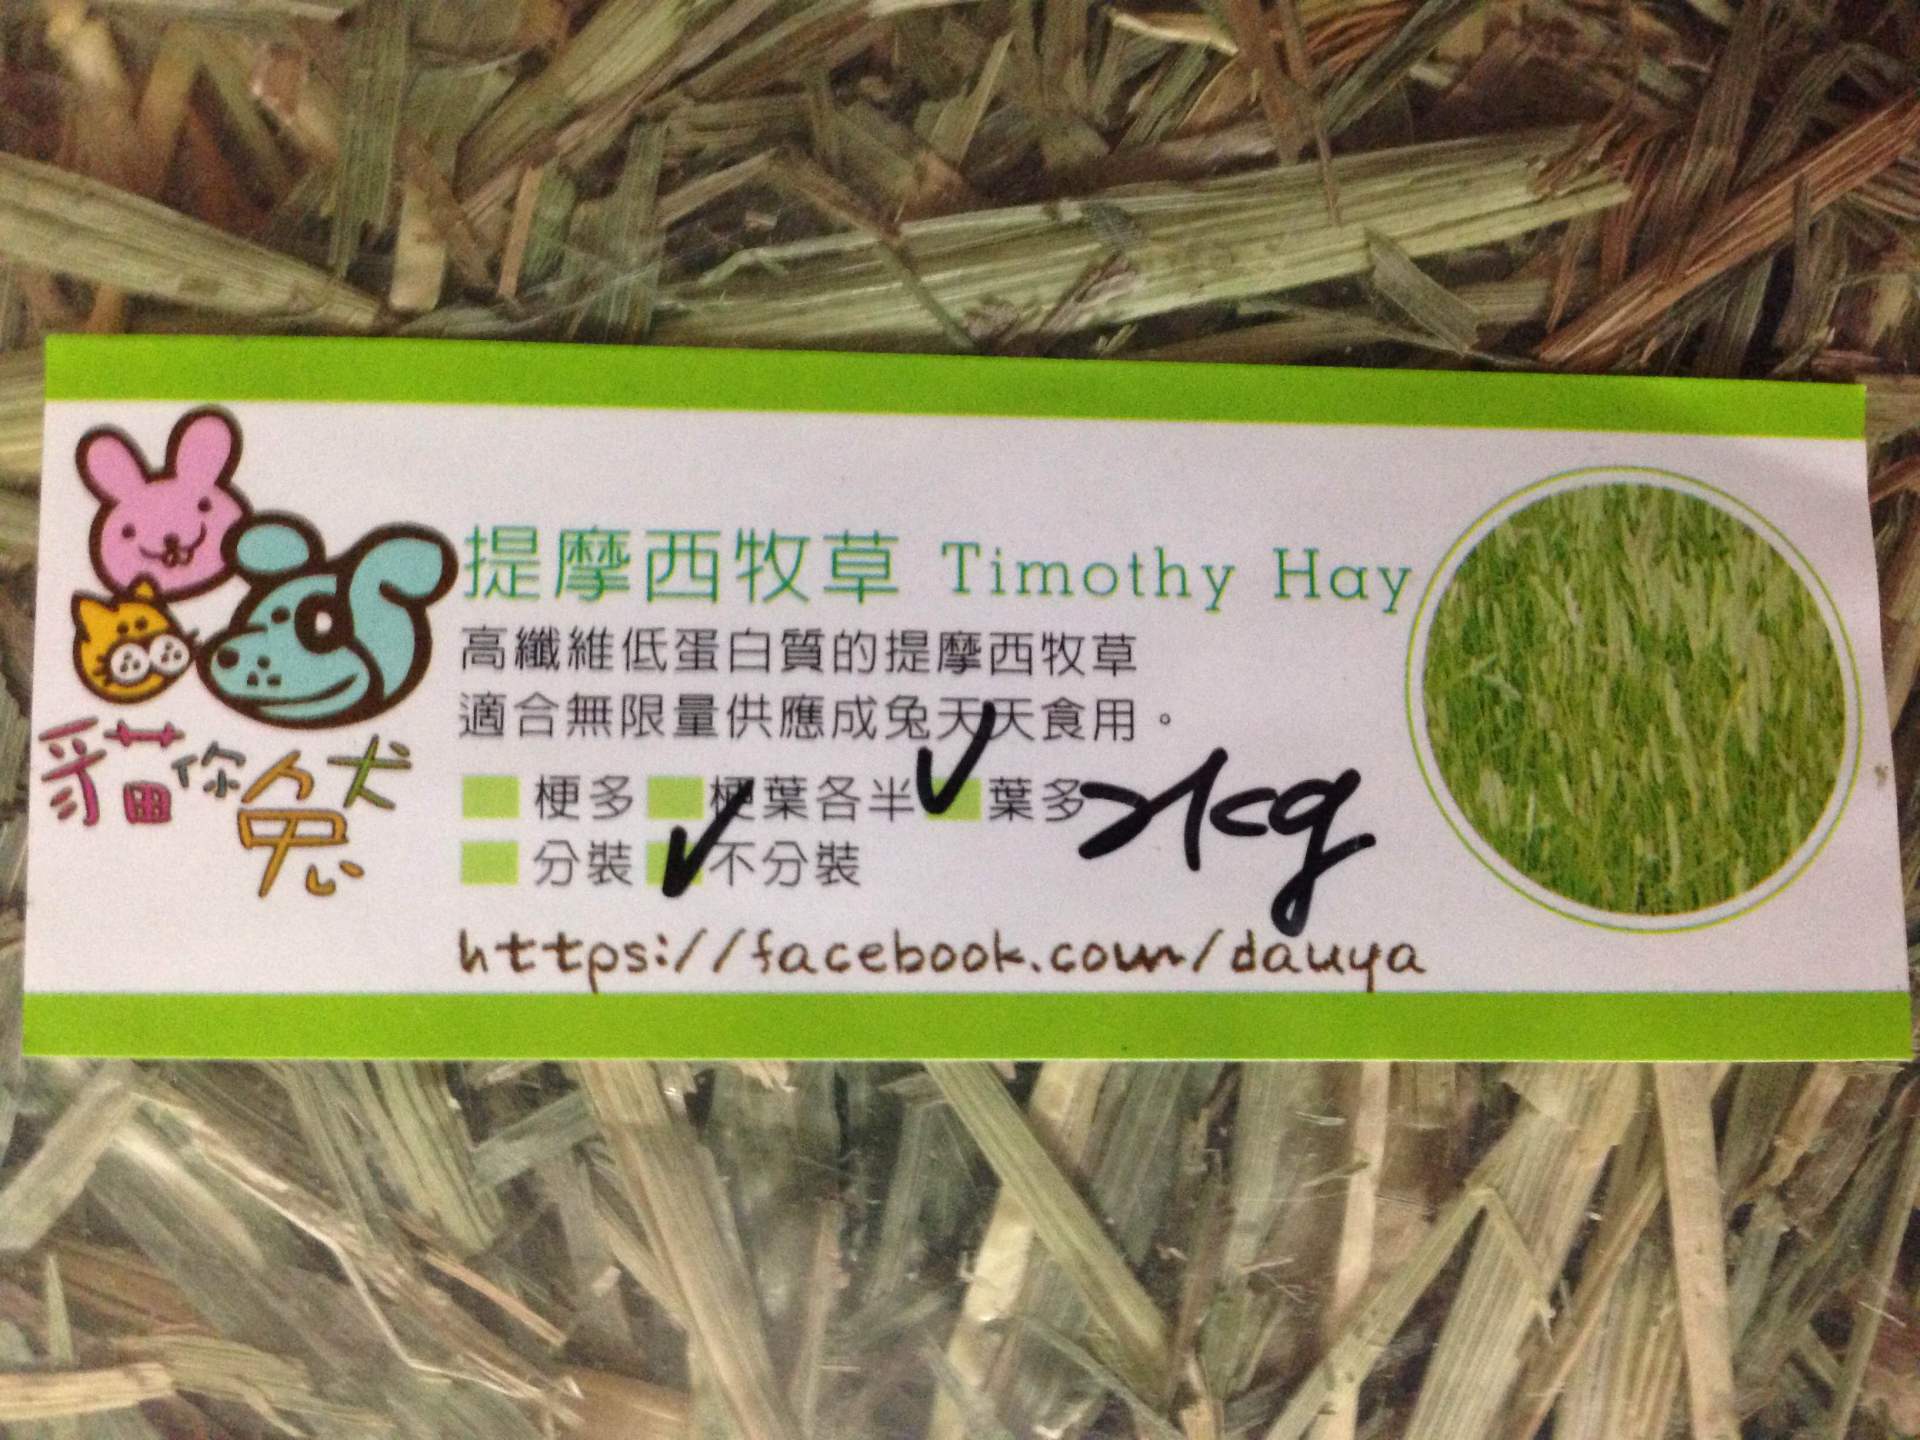 提摩西牧草 Timothy Hay
高纖維低蛋白質的提摩西牧草
適合無限量供應成兔天天食用。
梗多 梗葉各半 葉多 2kg
分裝 不分裝
貓你兔犬
https://facebook.com/dauya